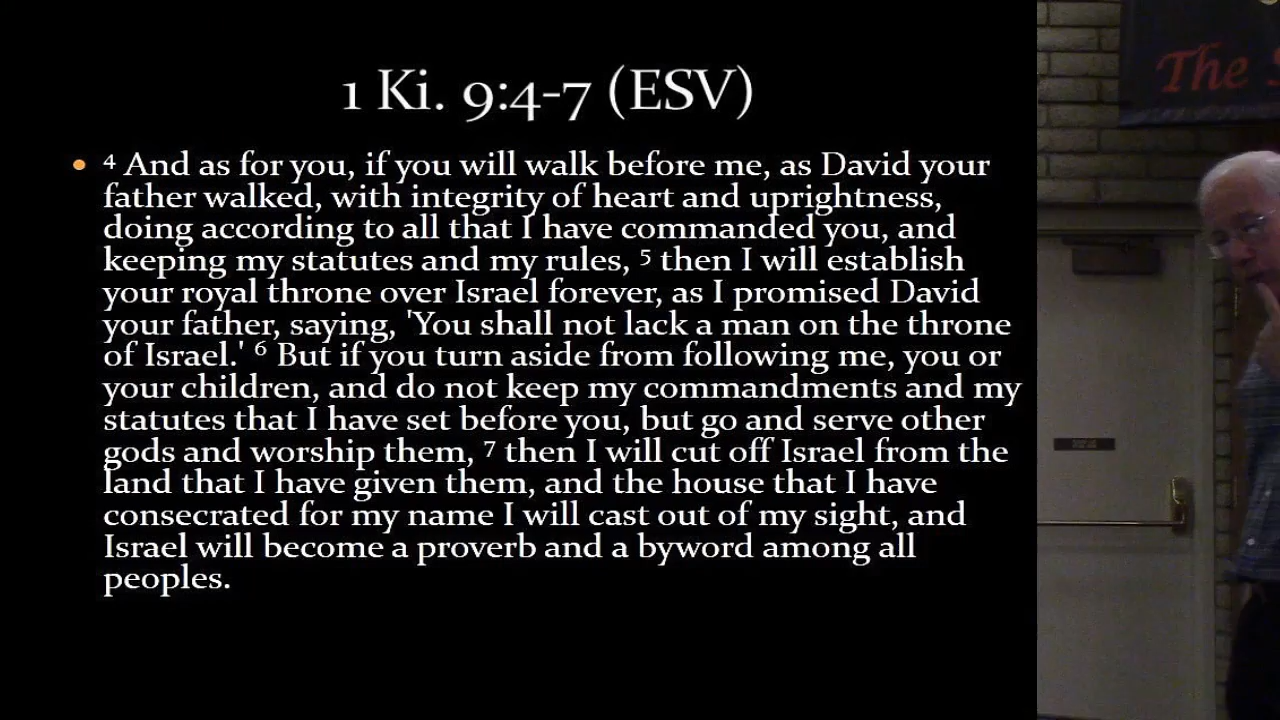 1 Ki. 9:4-7 (ESV)
• 4 And as for you, if you will walk before me, as David your
father walked, with integrity of heart and uprightness,
doing according to all that I have commanded you, and
keeping my statutes and my rules, 5 then I will establish
your royal throne over Israel forever, as I promised David
your father, saying, 'You shall not lack a man on the throne
of Israel.' 6 But if you turn aside from following me, you or
your children, and do not keep my commandments and my
statutes that I have set before you, but go and serve other
gods and worship them, 7 then I will cut off Israel from the
land that I have given them, and the house that I have
consecrated for my name I will cast out of my sight, and
Israel will become a proverb and a byword among all
peoples.
The